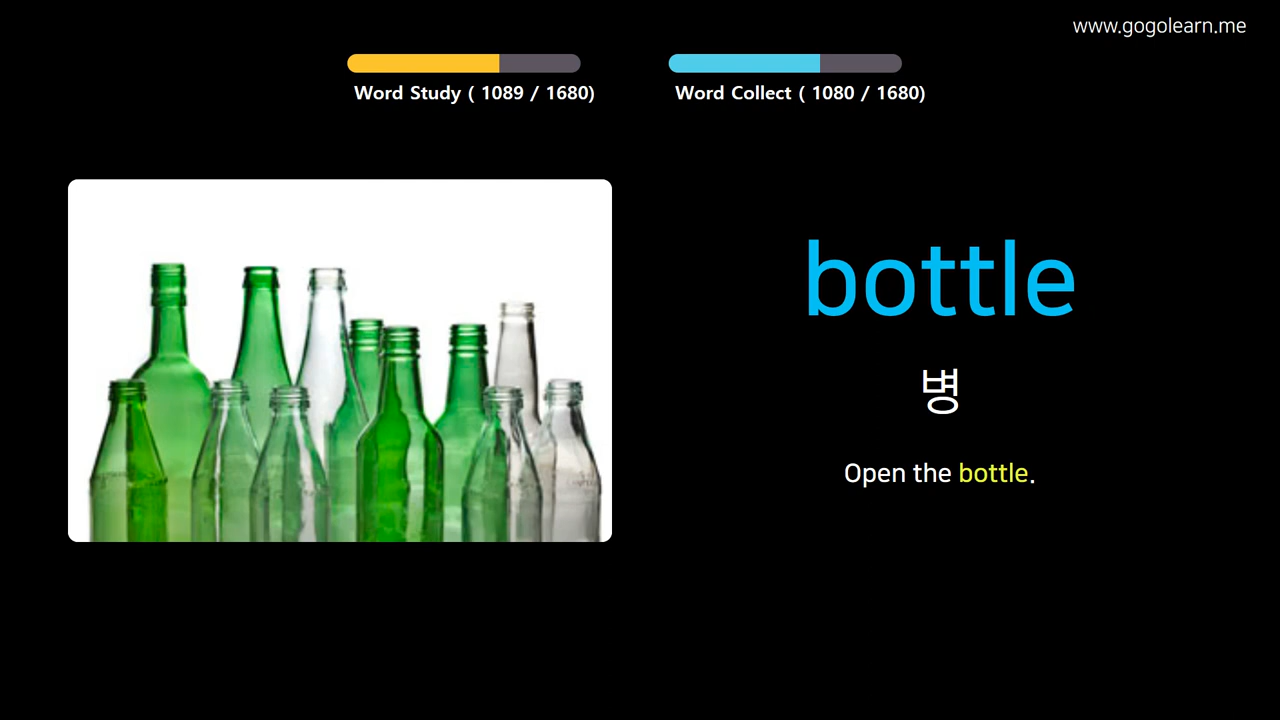 www.gogolearn.me
Word Study ( 1089 / 1680)
Word Collect ( 1080 / 1680)
bottle
병
Open the bottle.